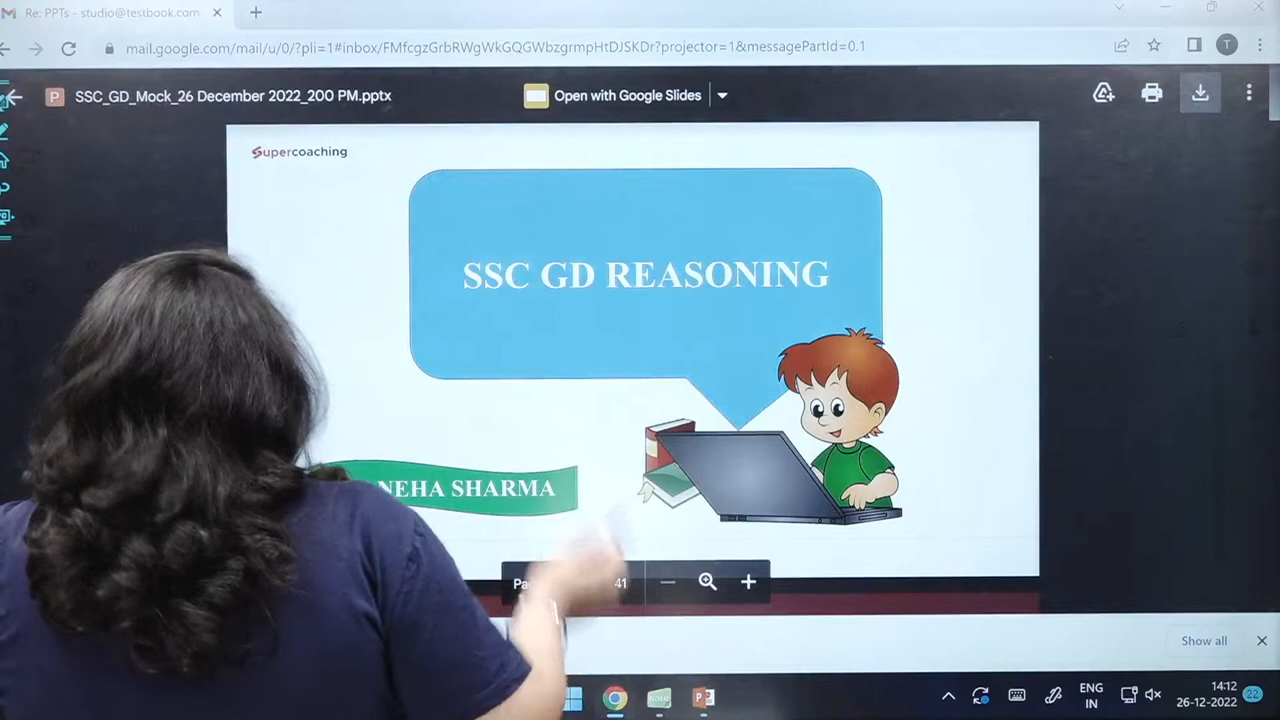 Re: PPTs - studio@testbook.com
mail.google.com/mail/u/0/?pli=1#inbox/FMfcgzGrbRWgWkGQGWbzgrmpHtDJSKDr?projector=1&messagePartId=0.1
T
P SSC_GD_Mock_26 December 2022_200 PM.pptx
Open with Google Slides
Supercoaching
SSC GD REASONING
NEHA SHARMA
41
Show all
ENG
IN
14:12
26-12-2022
22